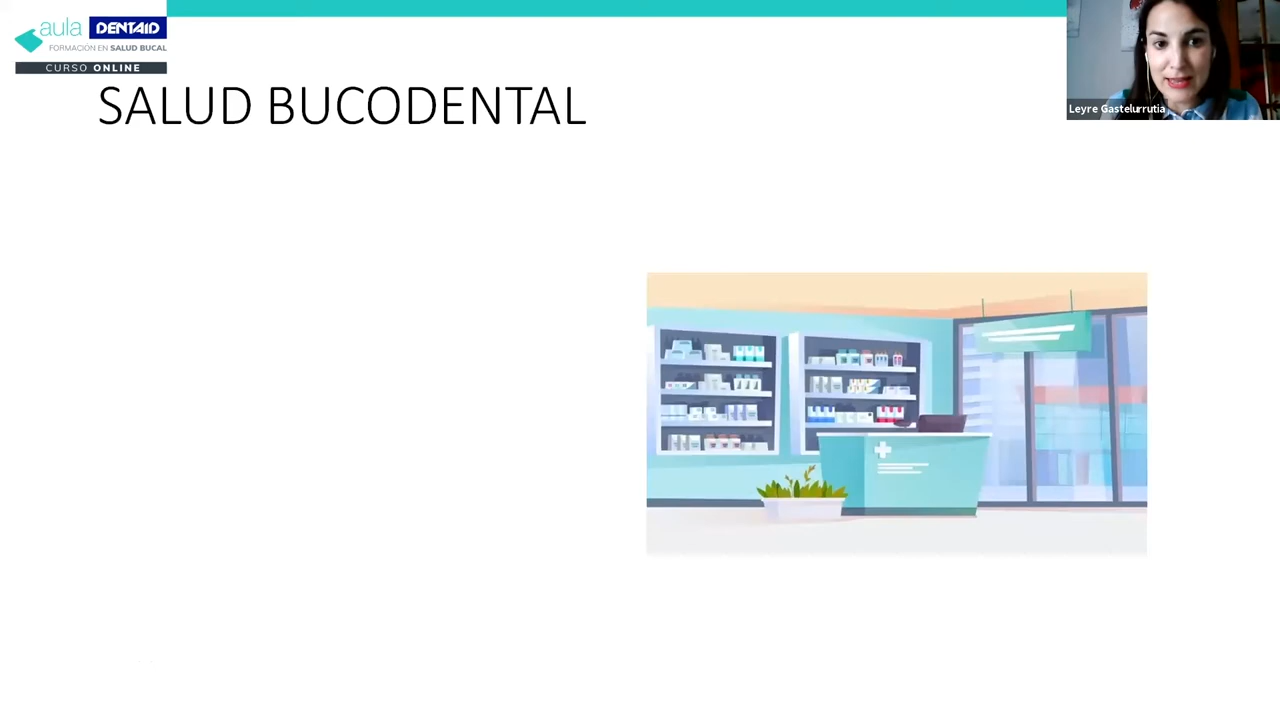 aula DENTAID
FORMACIÓN EN SALUD BUCAL
CURSO ONLINE
SALUD BUCODENTAL
Leyre Gastelurrutia